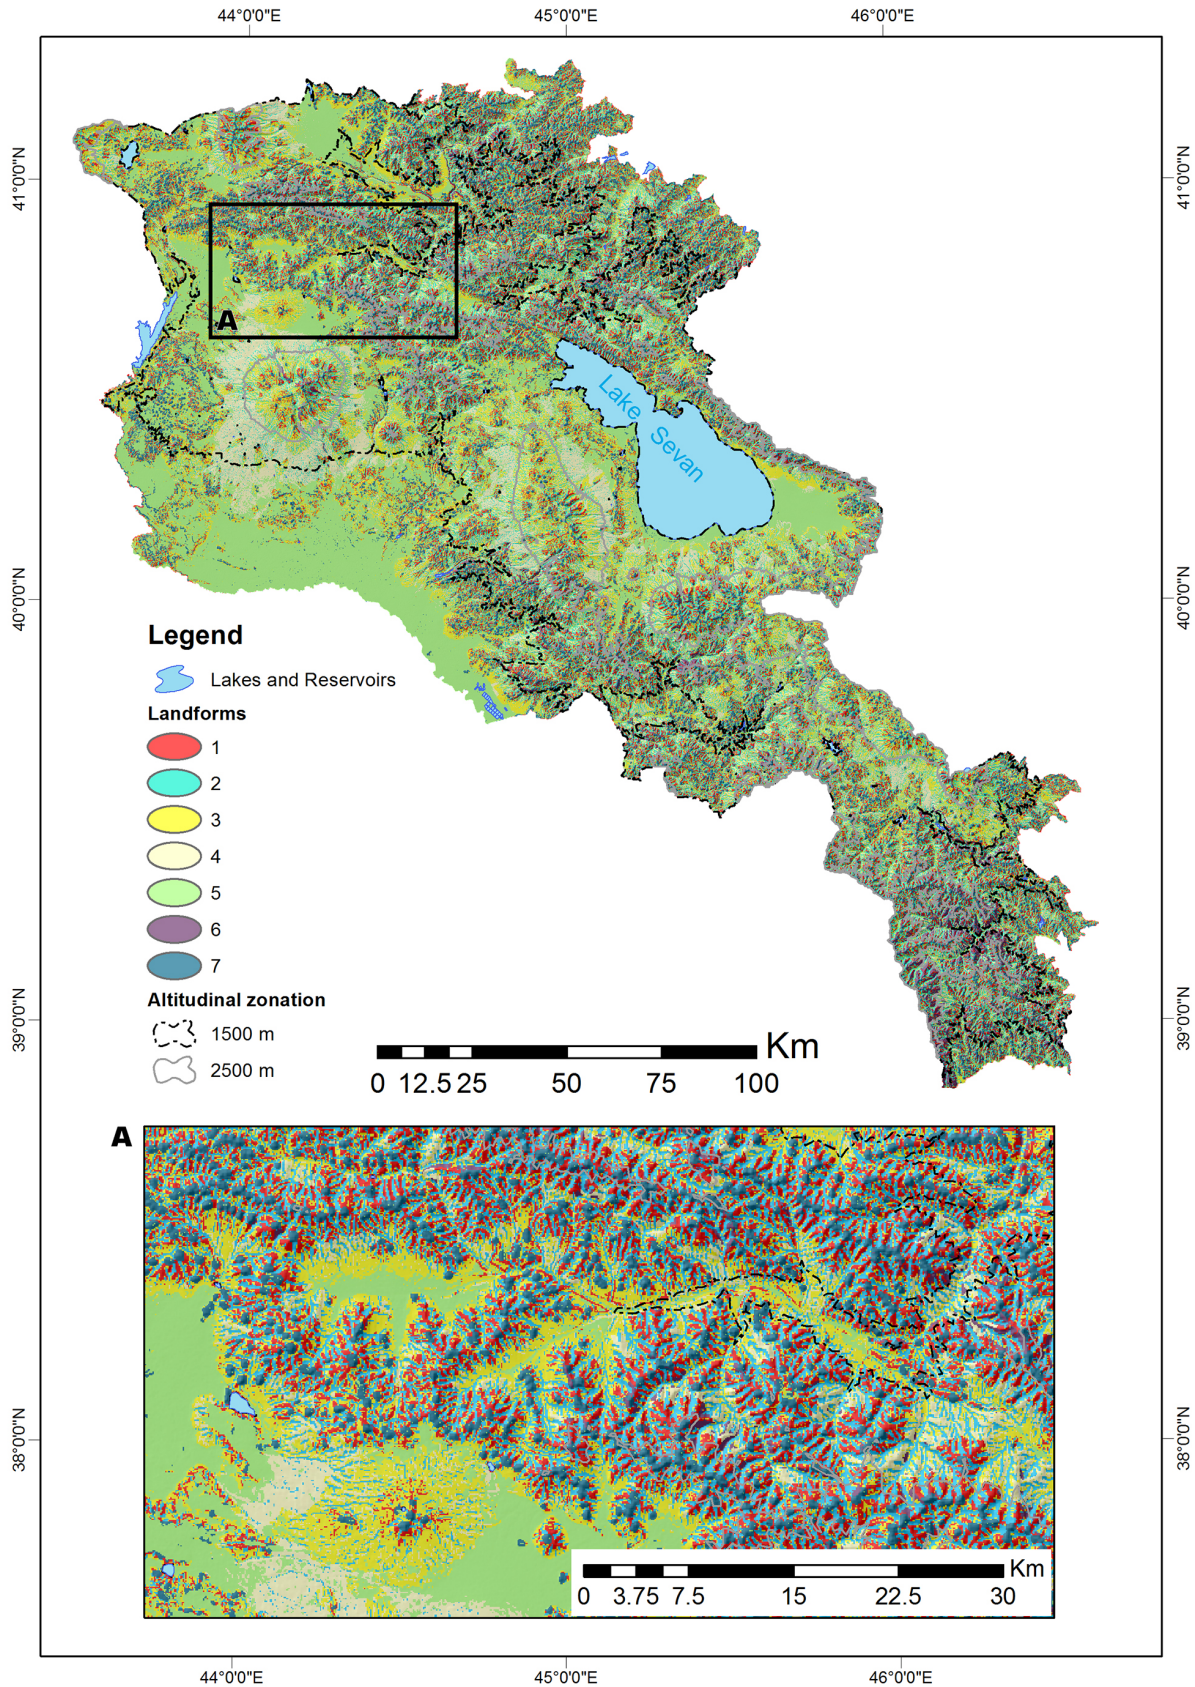 44°0'0"E 45°0'0"E 46°0'0"E
41°0'0"N 41°0'0"N
A
Lake
Sevan
40°0'0"N 40°0'0"N
Legend
Lakes and Reservoirs
Landforms
1
2
3
4
5
6
7
Altitudinal zonation
1500 m
2500 m
39°0'0"N 39°0'0"N
Km
0 12.5 25 50 75 100
A
38°0'0"N 38°0'0"N
Km
0 3.75 7.5 15 22.5 30
44°0'0"E 45°0'0"E 46°0'0"E